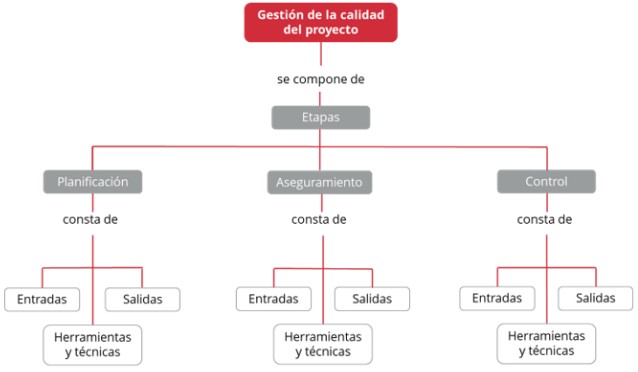 Gestión de la calidad
del proyecto
se compone de
Etapas
Planificación
Aseguramiento
Control
consta de
consta de
consta de
Entradas
Salidas
Entradas
Salidas
Entradas
Salidas
Herramientas
y técnicas
Herramientas
y técnicas
Herramientas
y técnicas